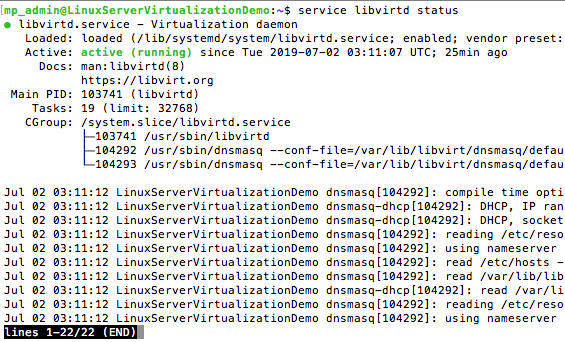 mp_admin@LinuxServerVirtualizationDemo:~$ service libvirtd status
● libvirtd.service - Virtualization daemon
   Loaded: loaded (/lib/systemd/system/libvirtd.service; enabled; vendor preset:
   Active: active (running) since Tue 2019-07-02 03:11:07 UTC; 25min ago
     Docs: man:libvirtd(8)
           https://libvirt.org
 Main PID: 103741 (libvirtd)
    Tasks: 19 (limit: 32768)
   CGroup: /system.slice/libvirtd.service
           ├─103741 /usr/sbin/libvirtd
           ├─104292 /usr/sbin/dnsmasq --conf-file=/var/lib/libvirt/dnsmasq/defau
           └─104293 /usr/sbin/dnsmasq --conf-file=/var/lib/libvirt/dnsmasq/defau
Jul 02 03:11:12 LinuxServerVirtualizationDemo dnsmasq[104292]: compile time opti
Jul 02 03:11:12 LinuxServerVirtualizationDemo dnsmasq-dhcp[104292]: DHCP, IP ran
Jul 02 03:11:12 LinuxServerVirtualizationDemo dnsmasq-dhcp[104292]: DHCP, socket
Jul 02 03:11:12 LinuxServerVirtualizationDemo dnsmasq[104292]: reading /etc/reso
Jul 02 03:11:12 LinuxServerVirtualizationDemo dnsmasq[104292]: using nameserver
Jul 02 03:11:12 LinuxServerVirtualizationDemo dnsmasq[104292]: read /etc/hosts -
Jul 02 03:11:12 LinuxServerVirtualizationDemo dnsmasq[104292]: read /var/lib/lib
Jul 02 03:11:12 LinuxServerVirtualizationDemo dnsmasq-dhcp[104292]: read /var/li
Jul 02 03:11:12 LinuxServerVirtualizationDemo dnsmasq[104292]: reading /etc/reso
Jul 02 03:11:12 LinuxServerVirtualizationDemo dnsmasq[104292]: using nameserver
lines 1-22/22 (END)